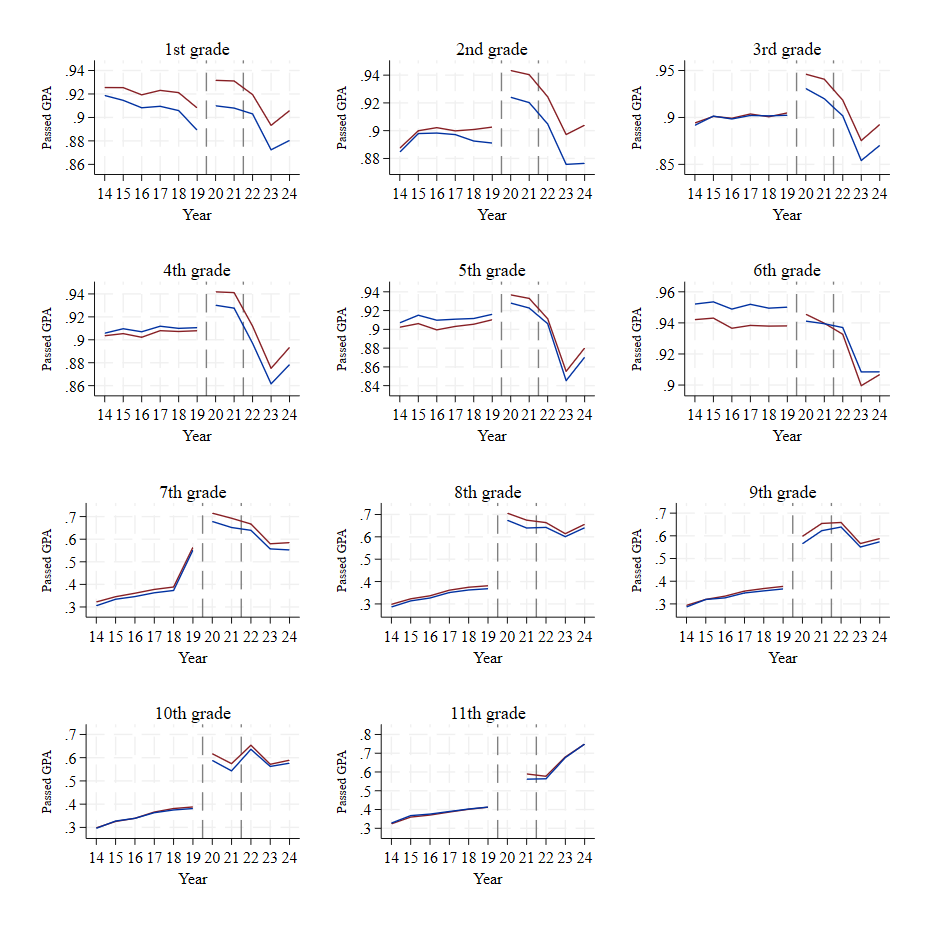 1st grade
Passed GPA
.94
.92
.9
.88
.86
14 15 16 17 18 19 20 21 22 23 24
Year
2nd grade
Passed GPA
.94
.92
.9
.88
14 15 16 17 18 19 20 21 22 23 24
Year
3rd grade
Passed GPA
.95
.9
.85
14 15 16 17 18 19 20 21 22 23 24
Year
4th grade
Passed GPA
.94
.92
.9
.88
.86
14 15 16 17 18 19 20 21 22 23 24
Year
5th grade
Passed GPA
.94
.92
.9
.88
.86
.84
14 15 16 17 18 19 20 21 22 23 24
Year
6th grade
Passed GPA
.96
.94
.92
.9
14 15 16 17 18 19 20 21 22 23 24
Year
7th grade
Passed GPA
.7
.6
.5
.4
.3
14 15 16 17 18 19 20 21 22 23 24
Year
8th grade
Passed GPA
.7
.6
.5
.4
.3
14 15 16 17 18 19 20 21 22 23 24
Year
9th grade
Passed GPA
.7
.6
.5
.4
.3
14 15 16 17 18 19 20 21 22 23 24
Year
10th grade
Passed GPA
.7
.6
.5
.4
.3
14 15 16 17 18 19 20 21 22 23 24
Year
11th grade
Passed GPA
.8
.7
.6
.5
.4
.3
14 15 16 17 18 19 20 21 22 23 24
Year